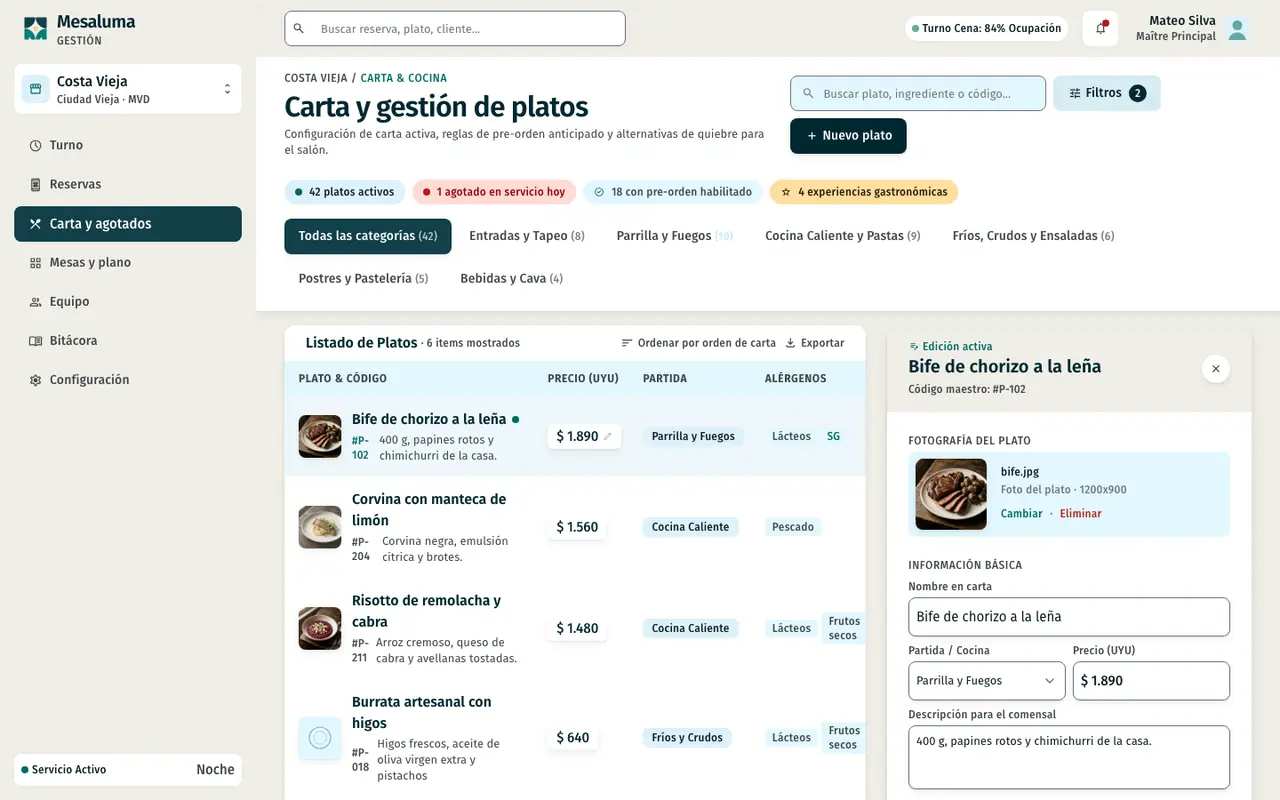 Mesaluma
GESTIÓN
Costa Vieja
Ciudad Vieja · MVD
Turno
Reservas
Carta y agotados
Mesas y plano
Equipo
Bitácora
Configuración
Servicio Activo
Noche
Buscar reserva, plato, cliente...
Turno Cena: 84% Ocupación
Mateo Silva
Maître Principal
COSTA VIEJA / CARTA & COCINA
Carta y gestión de platos
Configuración de carta activa, reglas de pre-orden anticipado y alternativas de quiebre para
el salón.
Buscar plato, ingrediente o código...
Filtros 2
+ Nuevo plato
42 platos activos
1 agotado en servicio hoy
18 con pre-orden habilitado
4 experiencias gastronómicas
Todas las categorías (42)
Entradas y Tapeo (8)
Parrilla y Fuegos (10)
Cocina Caliente y Pastas (9)
Fríos, Crudos y Ensaladas (6)
Postres y Pastelería (5)
Bebidas y Cava (4)
Listado de Platos · 6 items mostrados
Ordenar por orden de carta
Exportar
PLATO & CÓDIGO
PRECIO (UYU)
PARTIDA
ALÉRGENOS
Bife de chorizo a la leña
#P-
102
400 g, papines rotos y
chimichurri de la casa.
$ 1.890
Parrilla y Fuegos
Lácteos
SG
Corvina con manteca de
limón
#P-
204
Corvina negra, emulsión
cítrica y brotes.
$ 1.560
Cocina Caliente
Pescado
Risotto de remolacha y
cabra
#P-
211
Arroz cremoso, queso de
cabra y avellanas tostadas.
$ 1.480
Cocina Caliente
Lácteos
Frutos
secos
Burrata artesanal con
higos
#P-
018
Higos frescos, aceite de
oliva virgen extra y
pistachos
$ 640
Fríos y Crudos
Lácteos
Frutos
secos
Edición activa
Bife de chorizo a la leña
Código maestro: #P-102
FOTOGRAFÍA DEL PLATO
bife.jpg
Foto del plato · 1200x900
Cambiar · Eliminar
INFORMACIÓN BÁSICA
Nombre en carta
Bife de chorizo a la leña
Partida / Cocina
Parrilla y Fuegos
Precio (UYU)
$ 1.890
Descripción para el comensal
400 g, papines rotos y chimichurri de la casa.